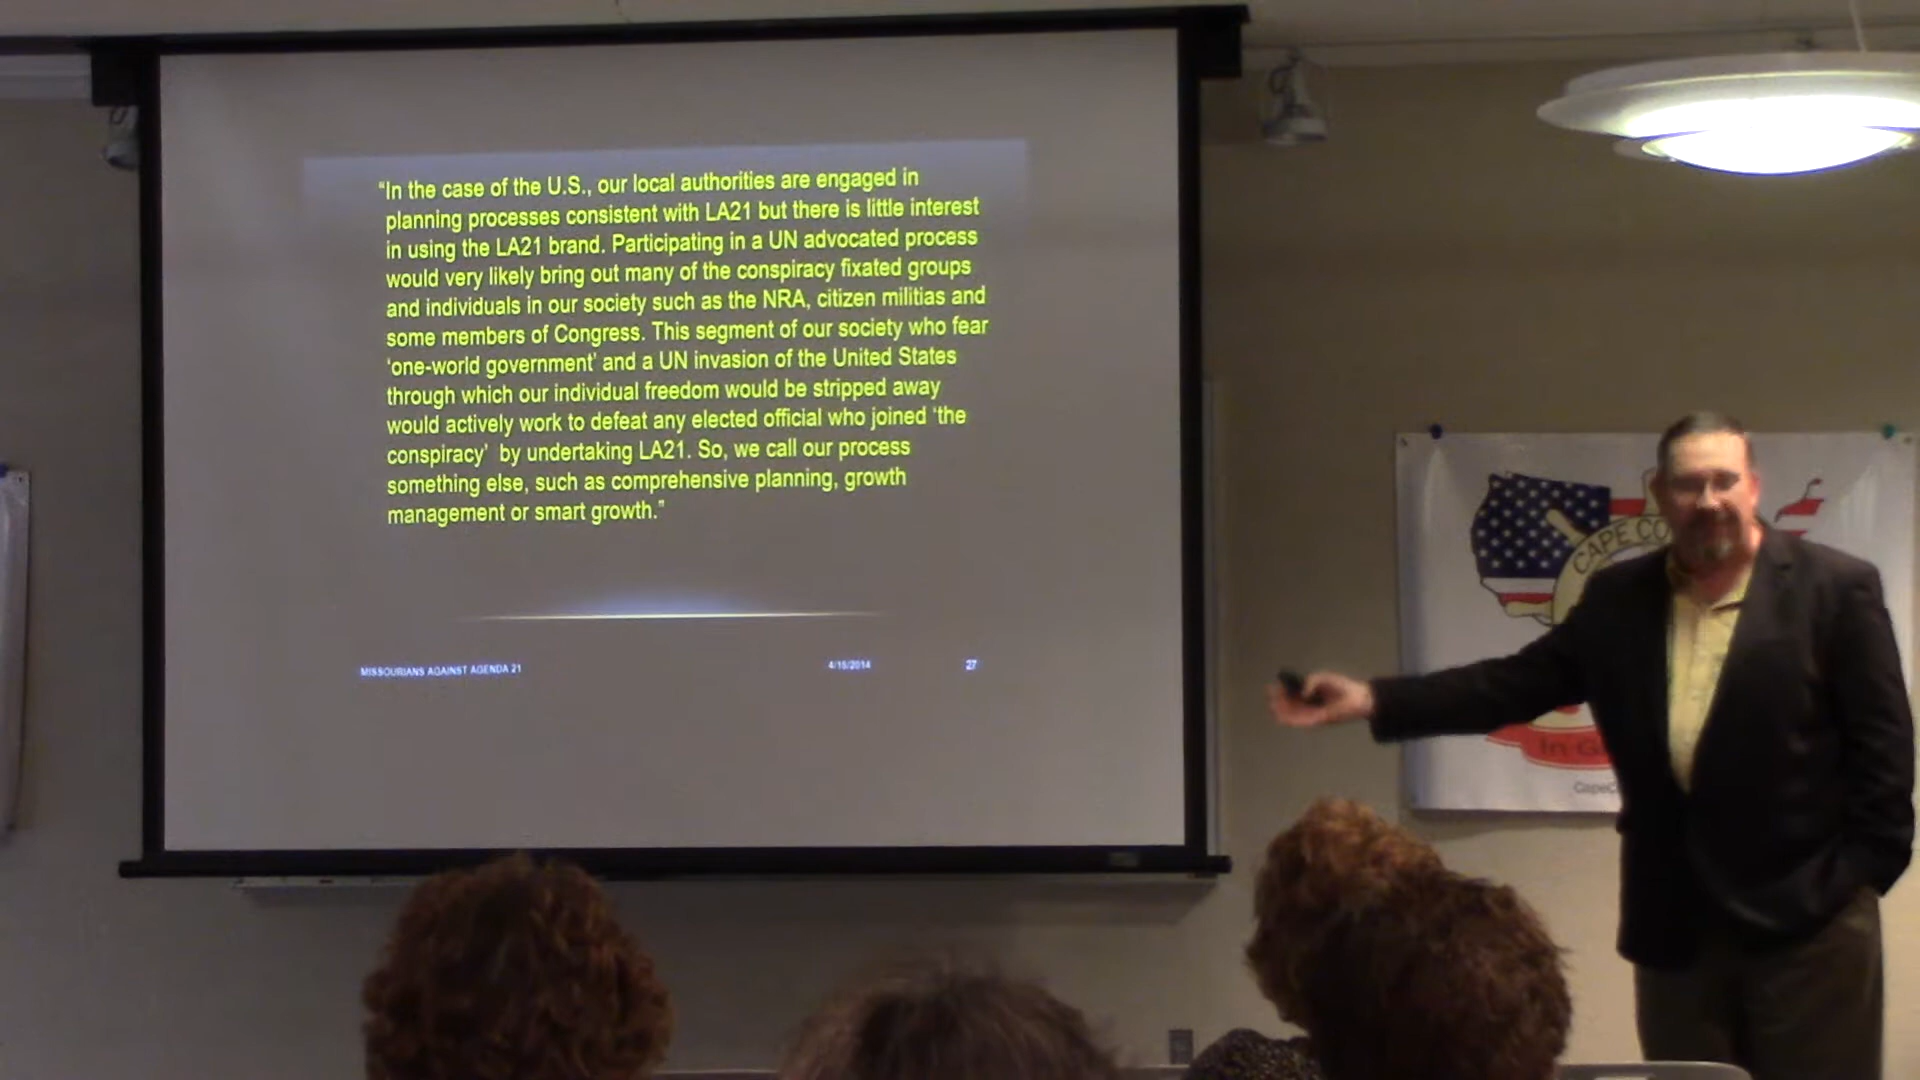 “In the case of the U.S., our local authorities are engaged in
planning processes consistent with LA21 but there is little interest
in using the LA21 brand. Participating in a UN advocated process
would very likely bring out many of the conspiracy fixated groups
and individuals in our society such as the NRA, citizen militias and
some members of Congress. This segment of our society who fear
‘one-world government’ and a UN invasion of the United States
through which our individual freedom would be stripped away
would actively work to defeat any elected official who joined ‘the
conspiracy’ by undertaking LA21. So, we call our process
something else, such as comprehensive planning, growth
management or smart growth.”
MISSOURIANS AGAINST AGENDA 21
4/15/2014
27
CAPE CO
In G